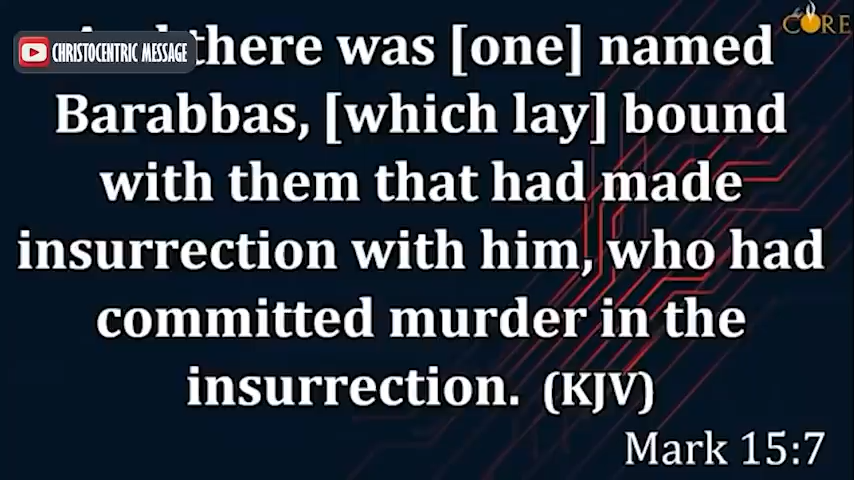 CHRISTOCENTRIC MESSAGE
CORE
there was [one] named
Barabbas, [which lay] bound
with them that had made
insurrection with him, who had
committed murder in the
insurrection. (KJV)
Mark 15:7